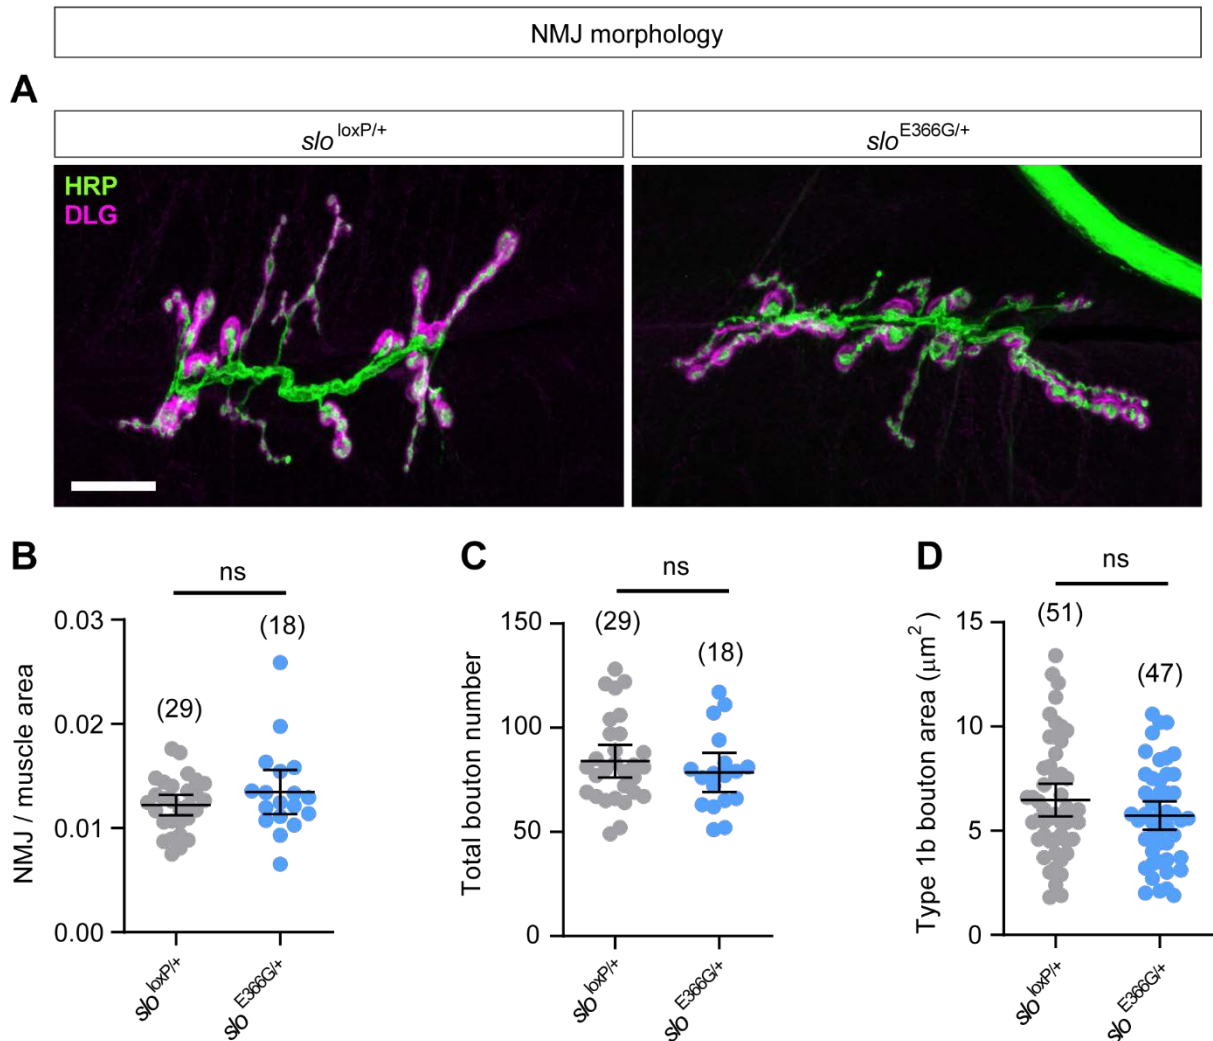 NMJ morphology
A
slo loxP/+
slo E366G/+
HRP
DLG
B
ns
(29)
(18)
0.03
0.02
0.01
0.00
NMJ / muscle area
slo loxP/+
slo E366G/+
C
ns
(29)
(18)
150
100
50
0
Total bouton number
slo loxP/+
slo E366G/+
D
ns
(51)
(47)
15
10
5
0
Type 1b bouton area (μm²)
slo loxP/+
slo E366G/+